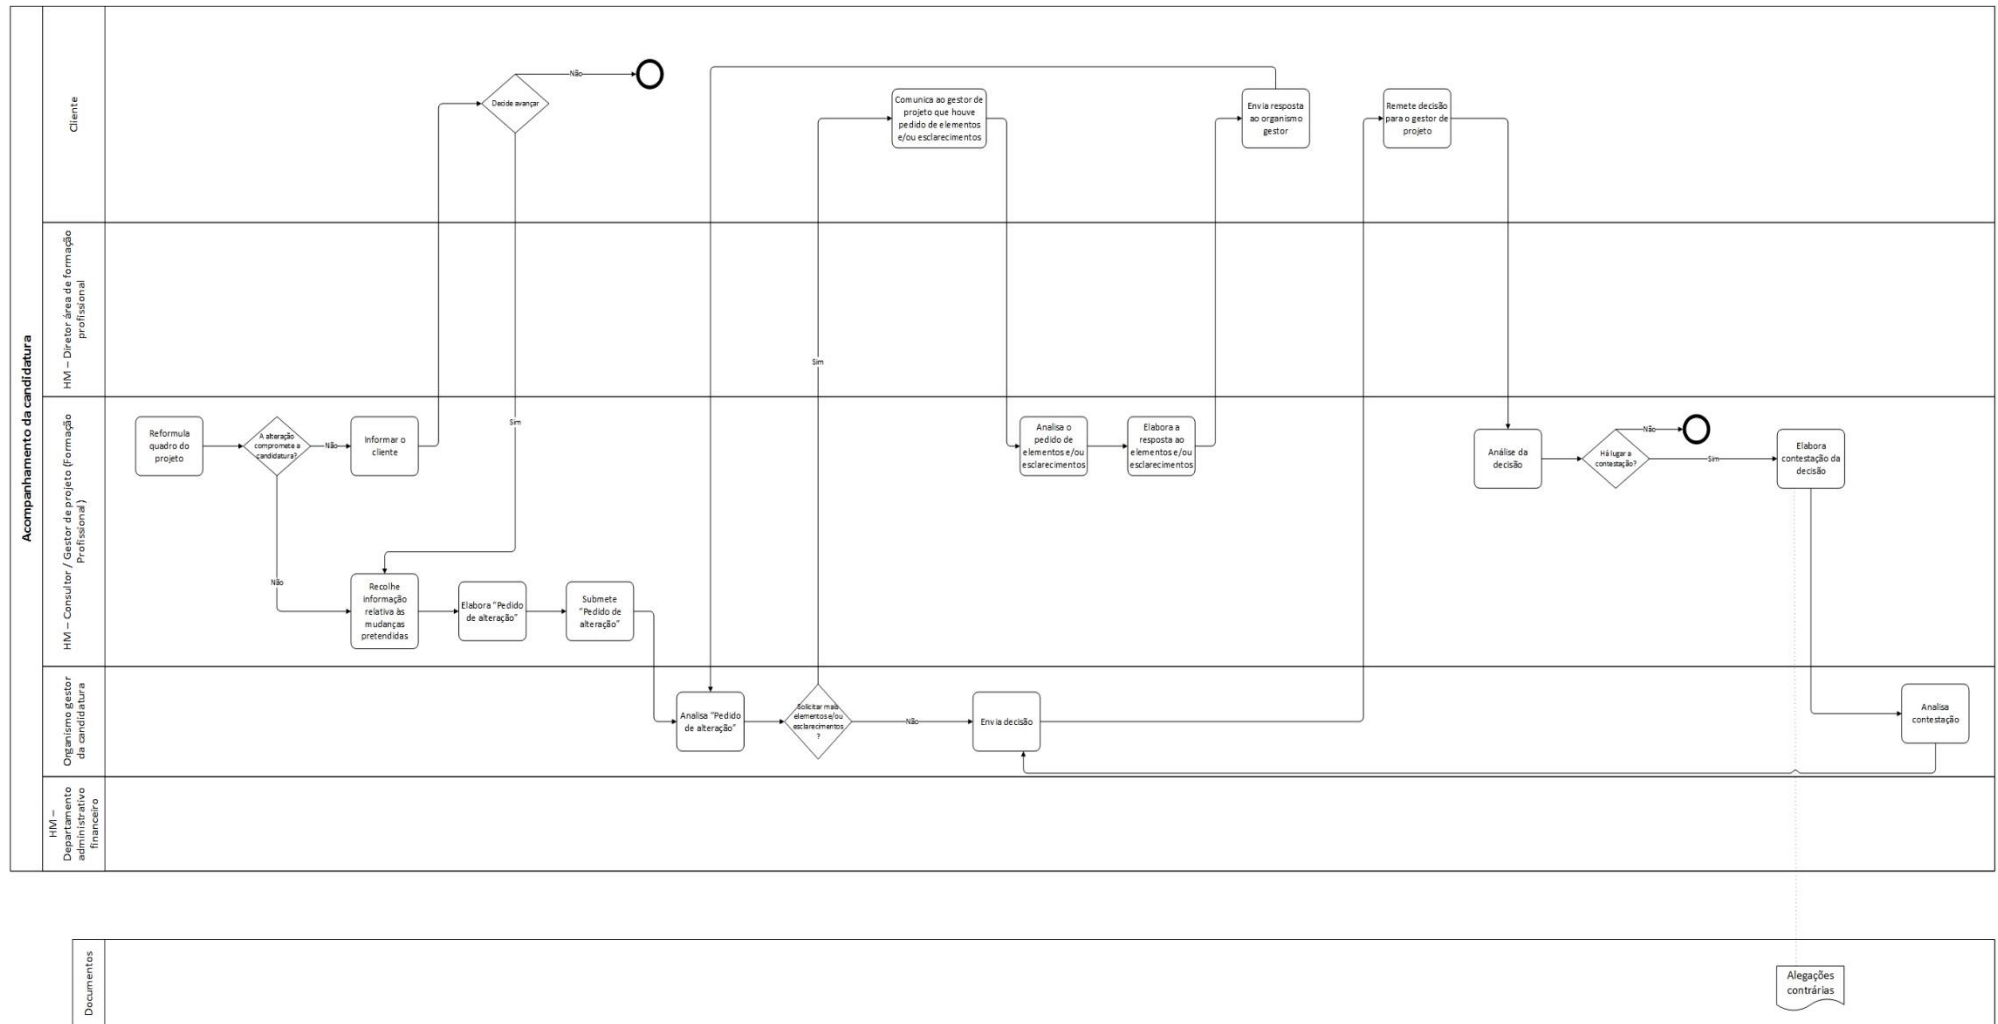 Acompanhamento da candidatura
Cliente
Decide avançar
Não
Sim
Comunica ao gestor de
projeto que houve
pedido de elementos
e/ou esclarecimentos
Envia resposta
ao organismo
gestor
Remete decisão
para o gestor de
projeto
HM – Diretor área de formação
profissional
Sim
HM – Consultor / Gestor de projeto (Formação
Profissional)
Reformula
quadro do
projeto
A alteração
compromete a
candidatura?
Não
Informar o
cliente
Não
Recolhe
informação
relativa às
mudanças
pretendidas
Elabora “Pedido
de alteração”
Submete
“Pedido de
alteração”
Analisa o
pedido de
elementos e/ou
esclarecimentos
Elabora a
resposta ao
elementos e/ou
esclarecimentos
Análise da
decisão
Há lugar a
contestação?
Não
Sim
Elabora
contestação da
decisão
Organismo gestor
da candidatura
Analisa “Pedido
de alteração”
Solicitar mais
elementos e/ou
esclarecimentos
?
Não
Envia decisão
Analisa
contestação
HM –
Departamento
administrativo
financeiro
Documentos
Alegações
contrárias